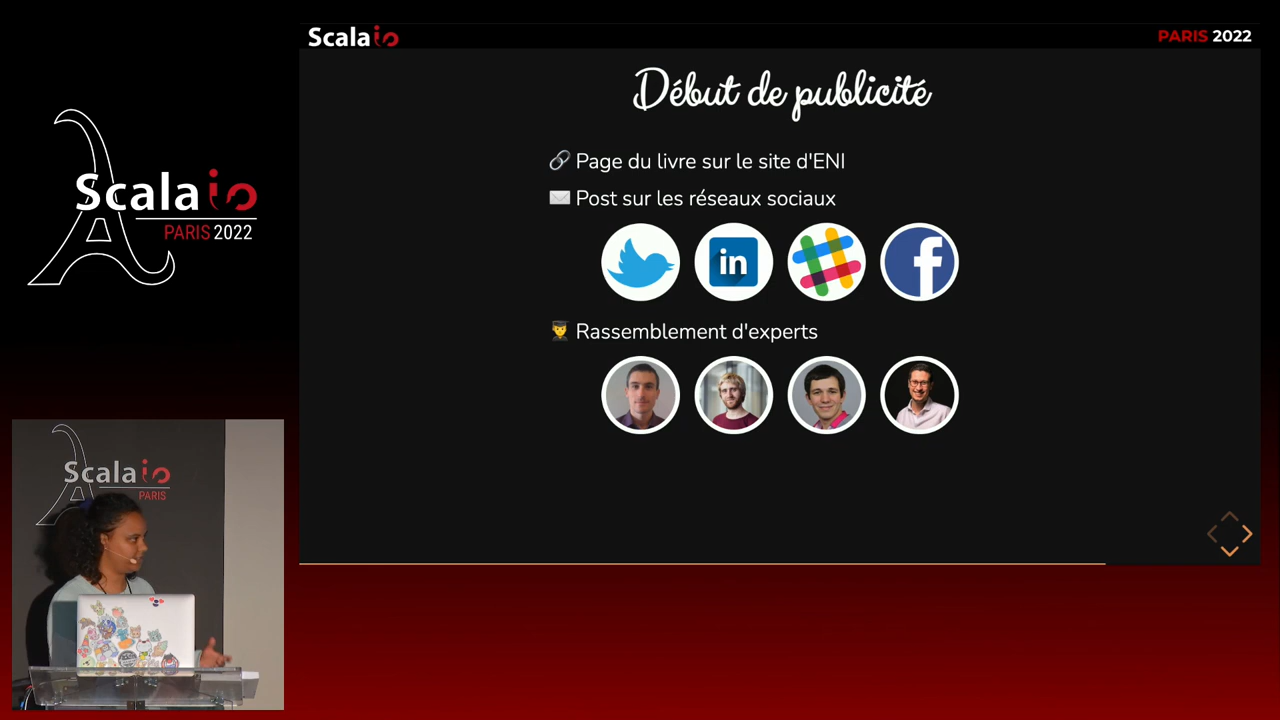 Scala io
PARIS 2022
Début de publicité
🔗 Page du livre sur le site d'ENI
✉️ Post sur les réseaux sociaux
in
f
👨‍🎓 Rassemblement d'experts
Scala io
PARIS 2022
Scala io
PARIS